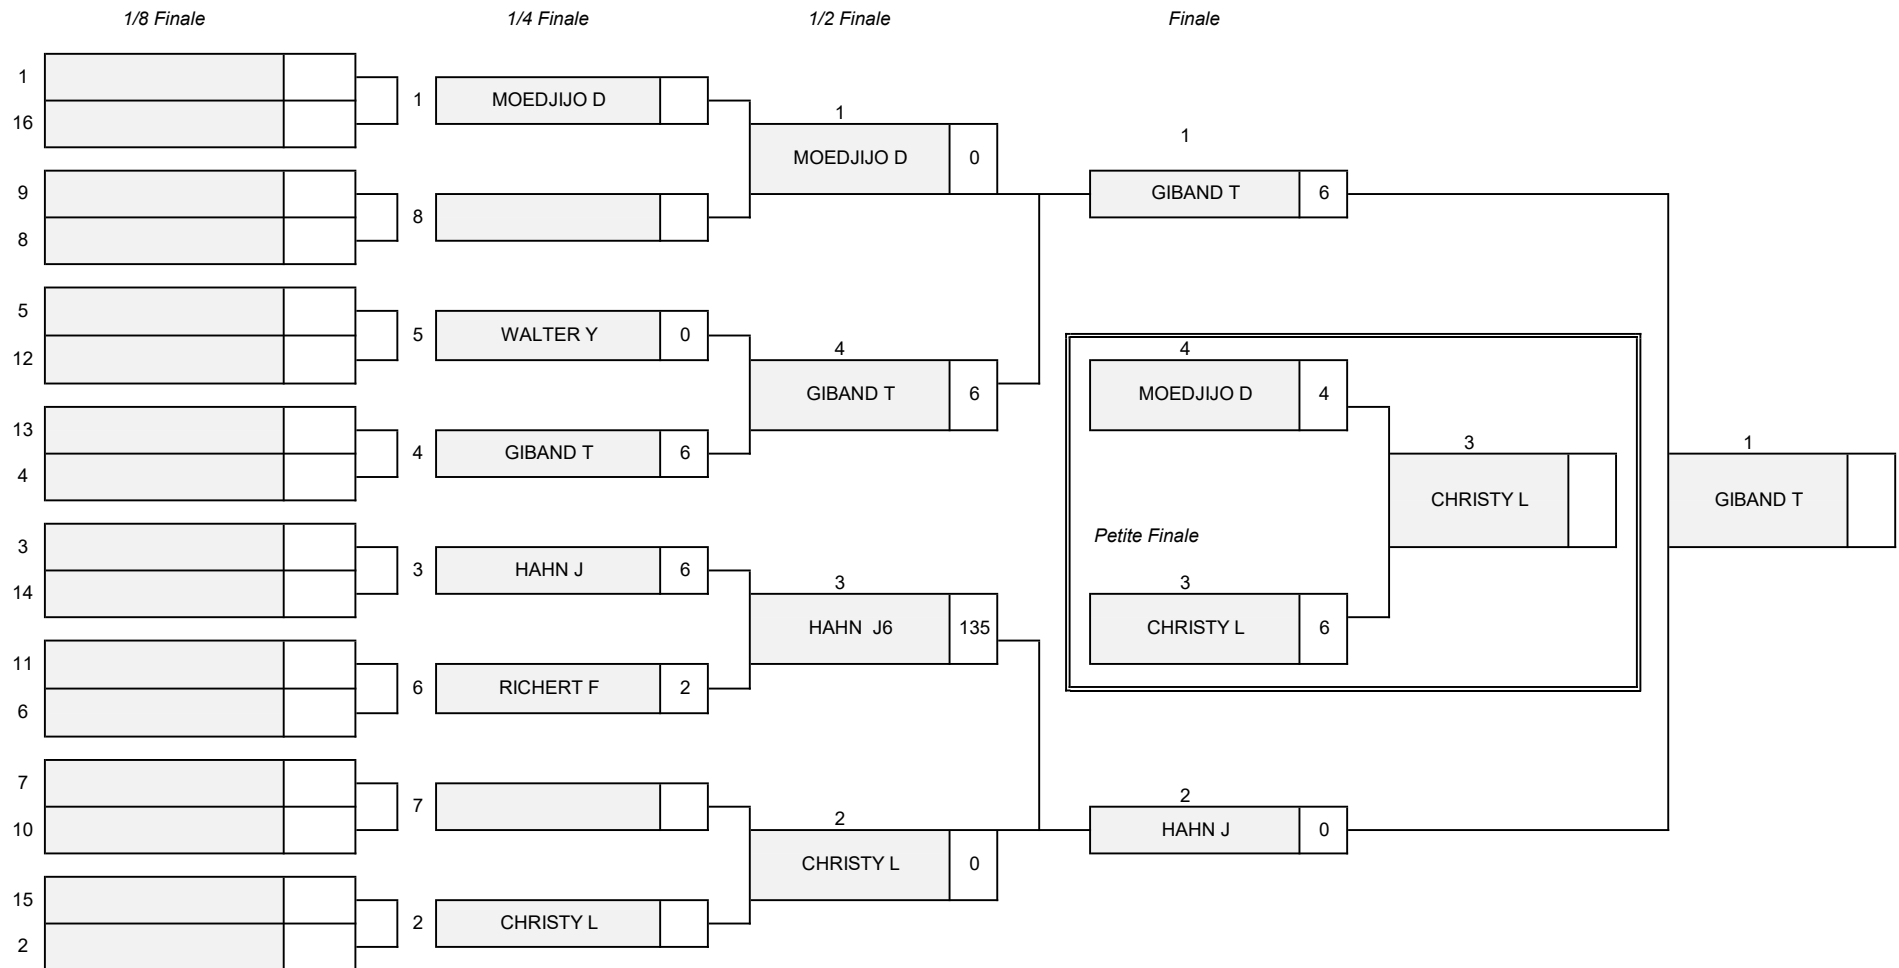 1/8 Finale 1/4 Finale 1/2 Finale Finale
1
1 MOEDJIJO D
1
16
1
MOEDJIJO D 0
9
GIBAND T 6
8
8
5
5 WALTER Y 0
4
4
12
GIBAND T 6
MOEDJIJO D 4
13
3
1
4 GIBAND T 6
4
CHRISTY L
GIBAND T
Petite Finale
3
3 HAHN J 6
3
3
14
HAHN J6 135
CHRISTY L 6
11
6 RICHERT F 2
6
7
2
7
2
10
HAHN J 0
CHRISTY L 0
15
2 CHRISTY L
2